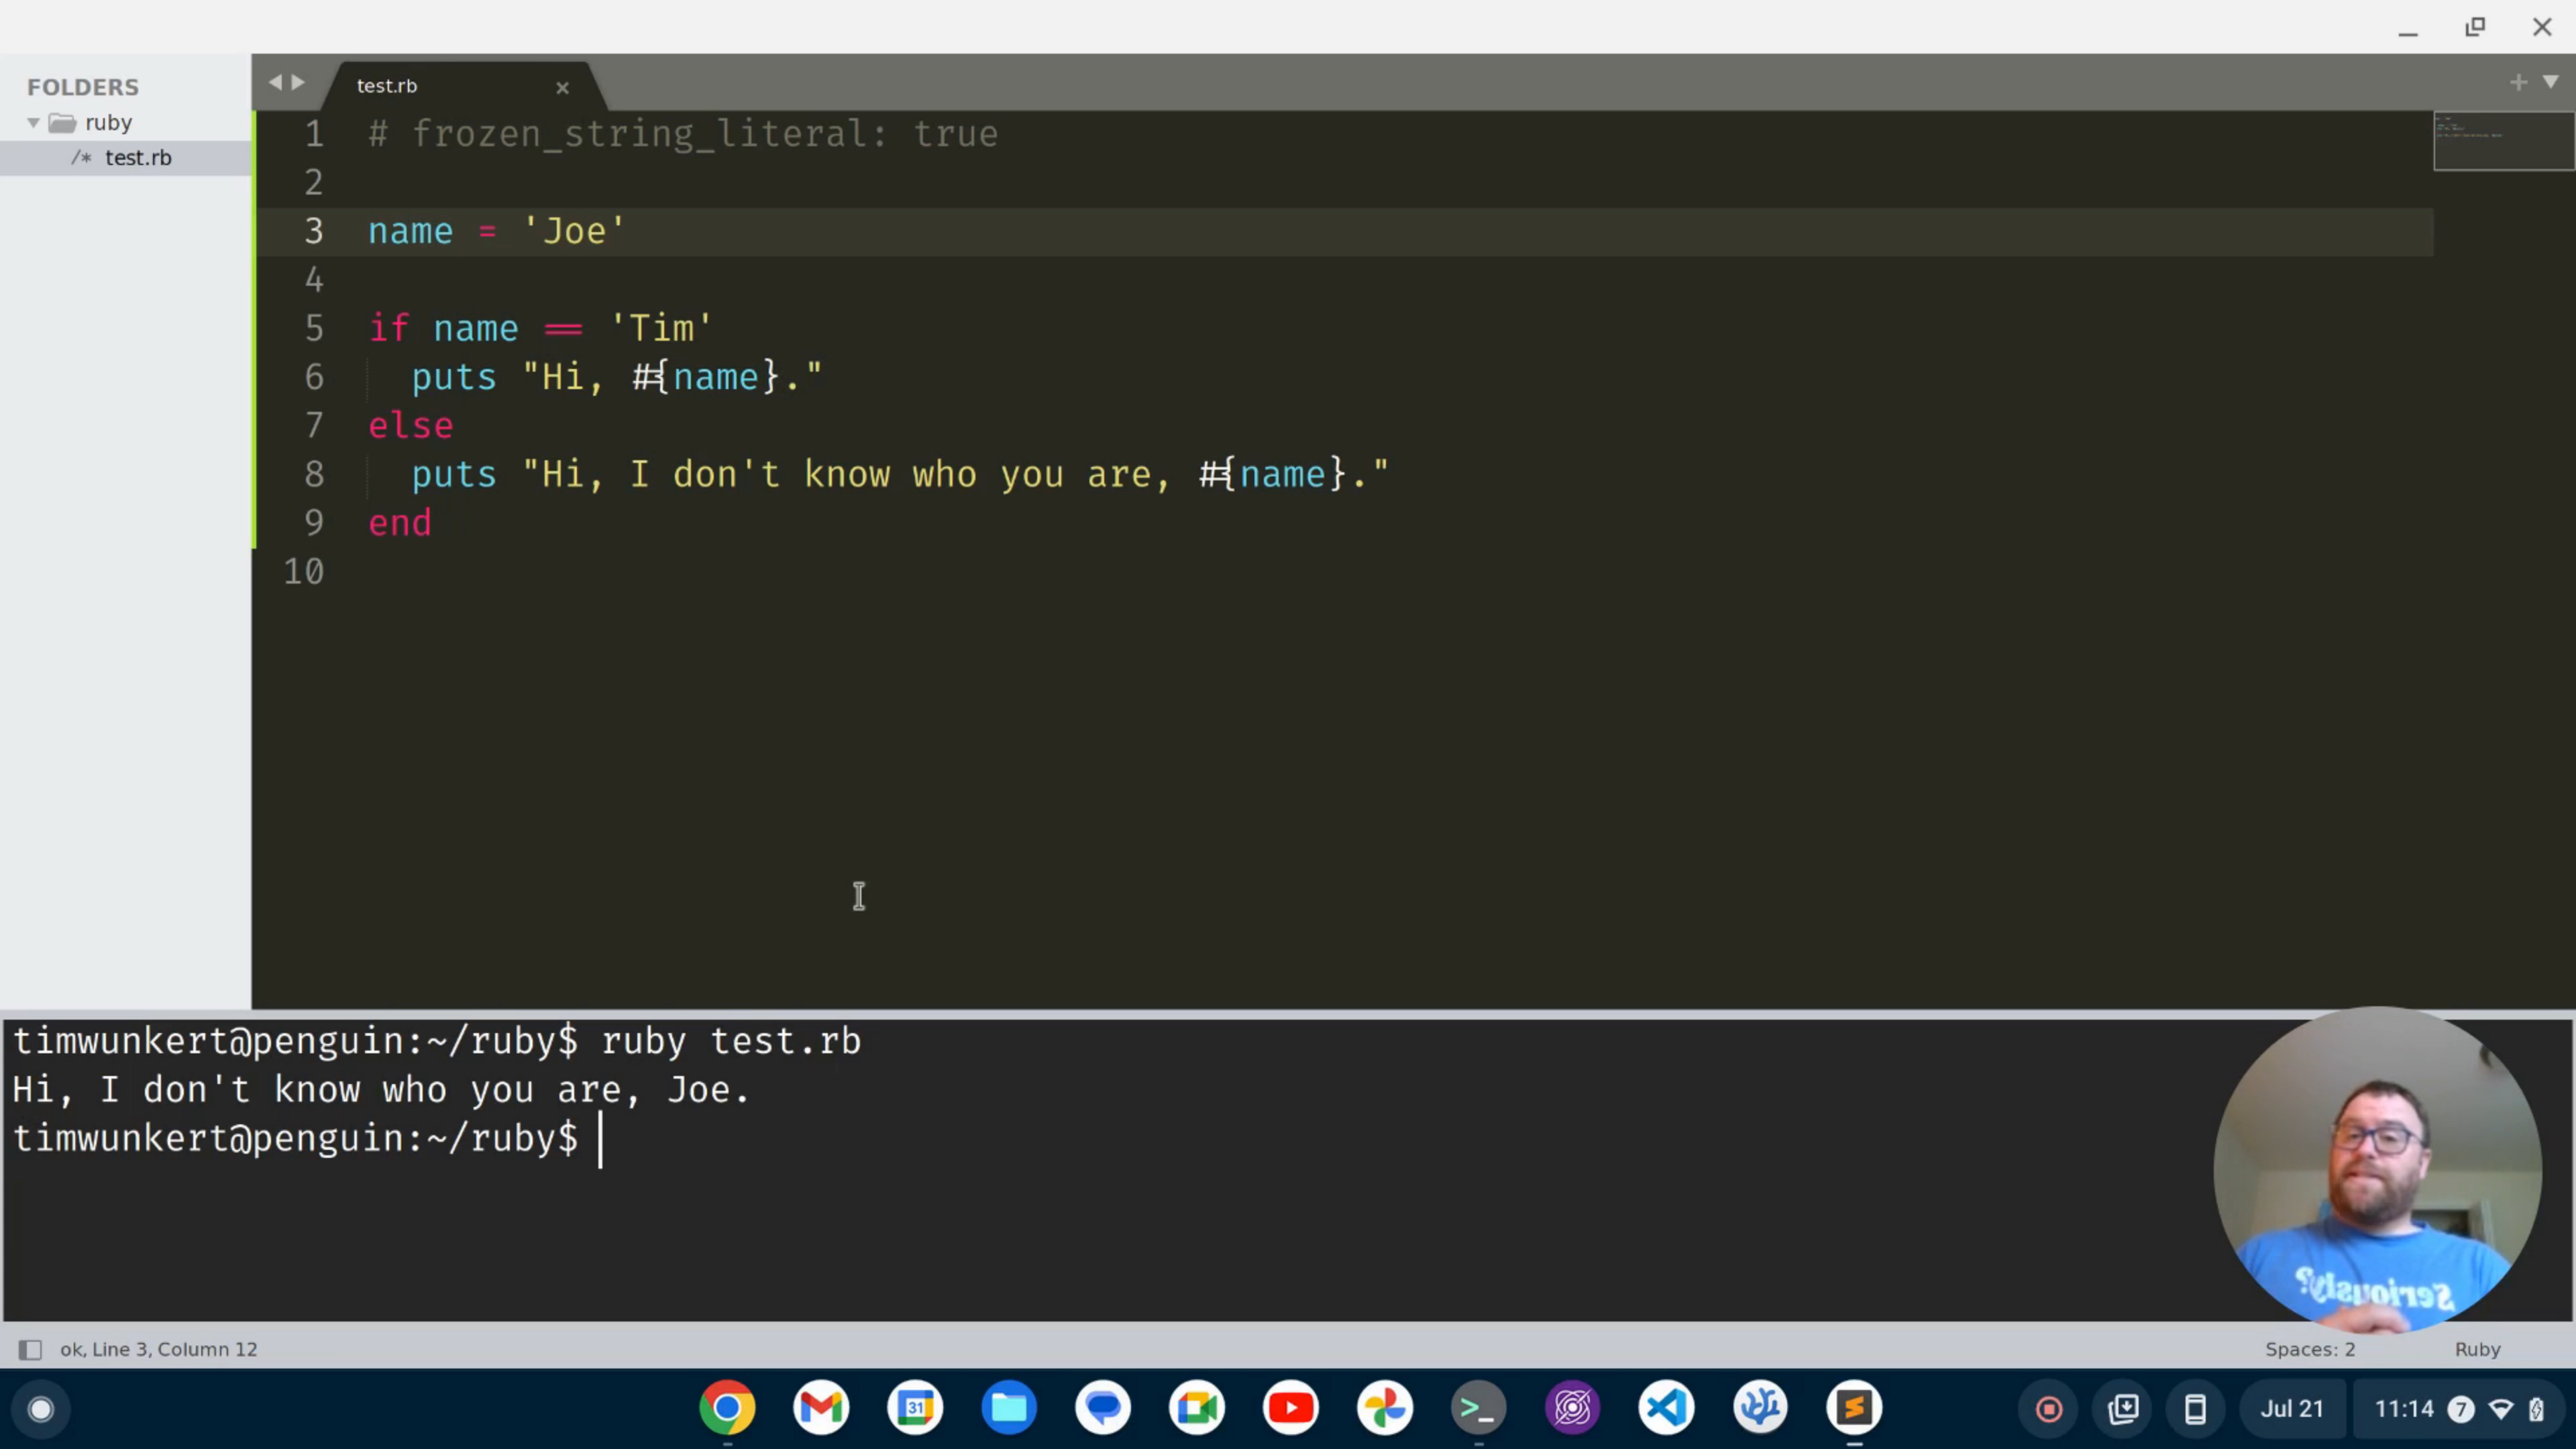 FOLDERS
ruby
/* test.rb
test.rb
1 # frozen_string_literal: true
2
3 name = 'Joe'
4
5 if name == 'Tim'
6 puts "Hi, #{name}."
7 else
8 puts "Hi, I don't know who you are, #{name}."
9 end
10
timwunkert@penguin:~/ruby$ ruby test.rb
Hi, I don't know who you are, Joe.
timwunkert@penguin:~/ruby$
Seriously?
ok, Line 3, Column 12
Spaces: 2
Ruby
31
>_
Jul 21
11:14
7